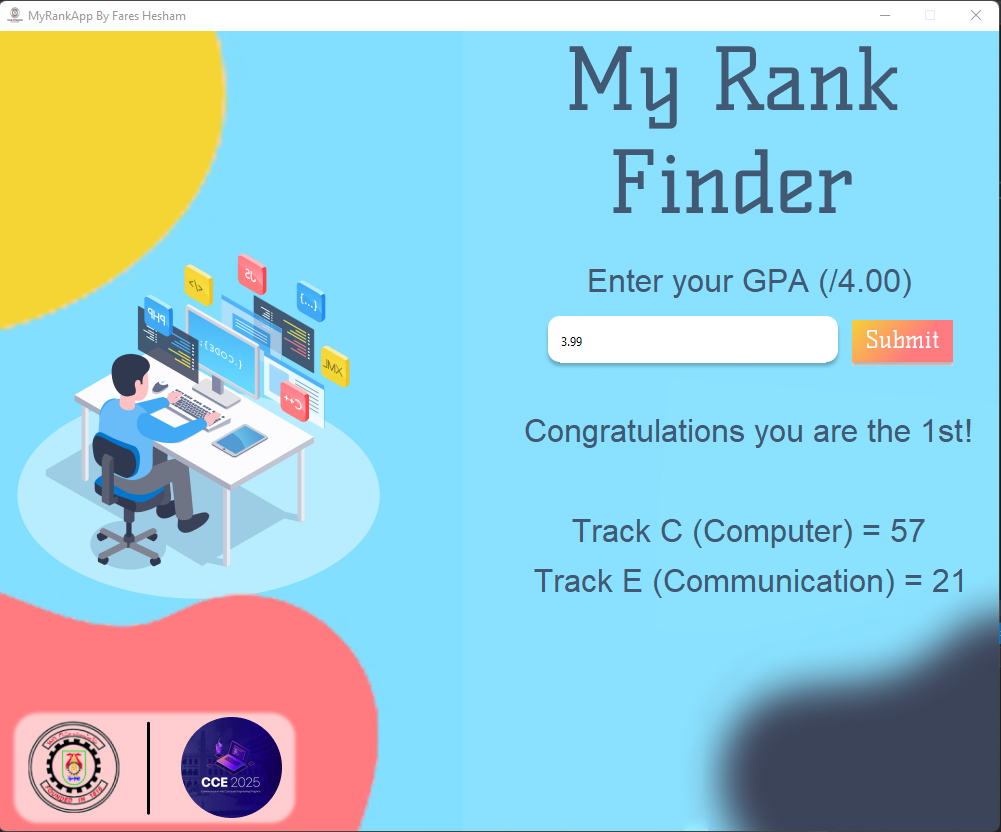 MyRankApp By Fares Hesham
My Rank
Finder
Enter your GPA (/4.00)
3.99
Submit
Congratulations you are the 1st!
Track C (Computer) = 57
Track E (Communication) = 21
</>
JS
{...}
PHP
{.CODE:}
XML
C++
CCE 2025